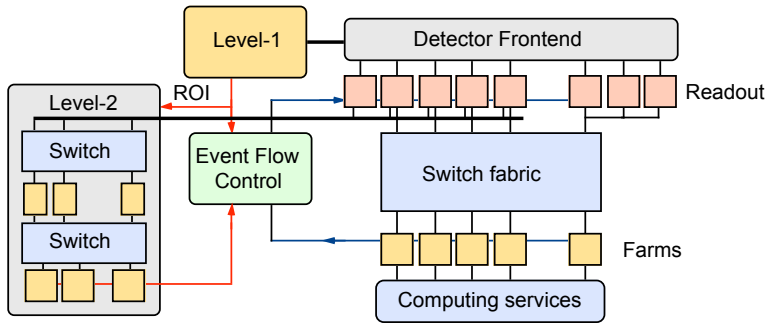 Level-1
Detector Frontend
ROI
Level-2
Readout
Switch
Event Flow
Control
Switch fabric
Switch
Farms
Computing services